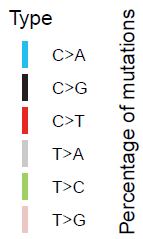 Type
C>A
C>G
C>T
T>A
T>C
T>G
Percentage of mutations